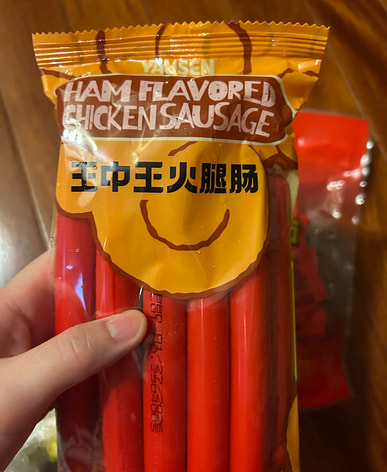 YANSEN
HAM FLAVORED
CHICKEN SAUSAGE
王中王火腿肠